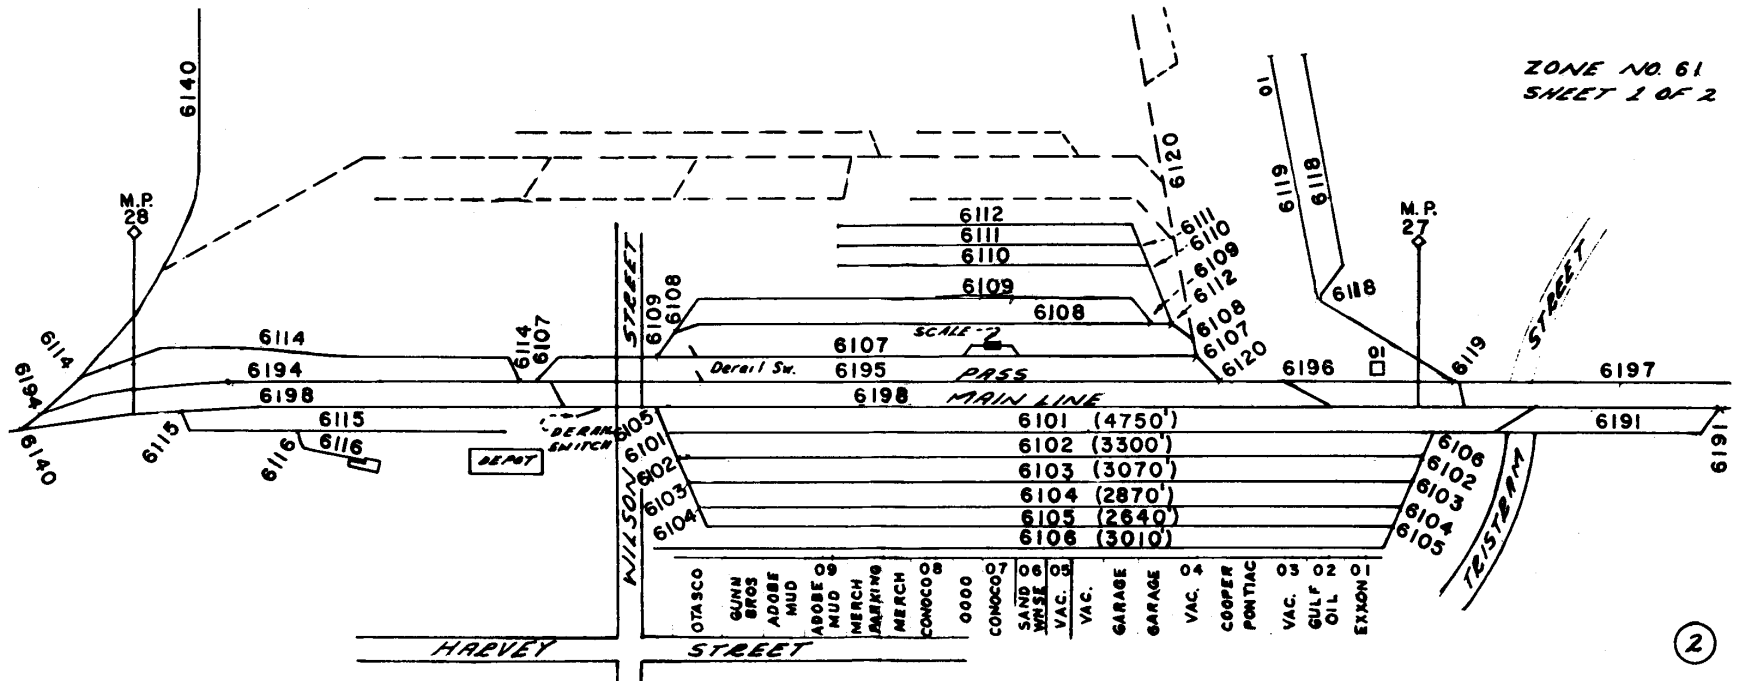 ZONE NO. 61
SHEET 1 OF 2
6140
M.P.
28
6120
01
6119
6118
M.P.
27
STREET
6112
6111
6110
6111
6110
6109
6112
6108
6107
6120
6118
6119
STREET
6109
6108
6109
6108
SCALE-2
6107
Derail Sw.
6195
PASS
6196
01
6197
6114
6114
6114
6107
6194
6194
6198
6198
MAIN LINE
6140
6115
6115
6116
6116
DERAIL
SWITCH
DEPOT
6105
6101
6102
6103
6104
6101 (4750')
6102 (3300')
6103 (3070')
6104 (2870')
6105 (2640')
6106 (3010')
6191
6191
6106
6102
6103
6104
6105
WILSON
TRISTRAM
OTASCO
GUNN
BROS
ADOBE
MUD
ADOBE
MUD
09
MERCH
PARKING
MERCH
CONOCO
08
0000
CONOCO
07
SAND
WHSE
06
VAC.
05
VAC.
GARAGE
GARAGE
VAC.
04
COOPER
PONTIAC
VAC.
03
GULF
OIL
02
EXXON
01
HARVEY STREET
2